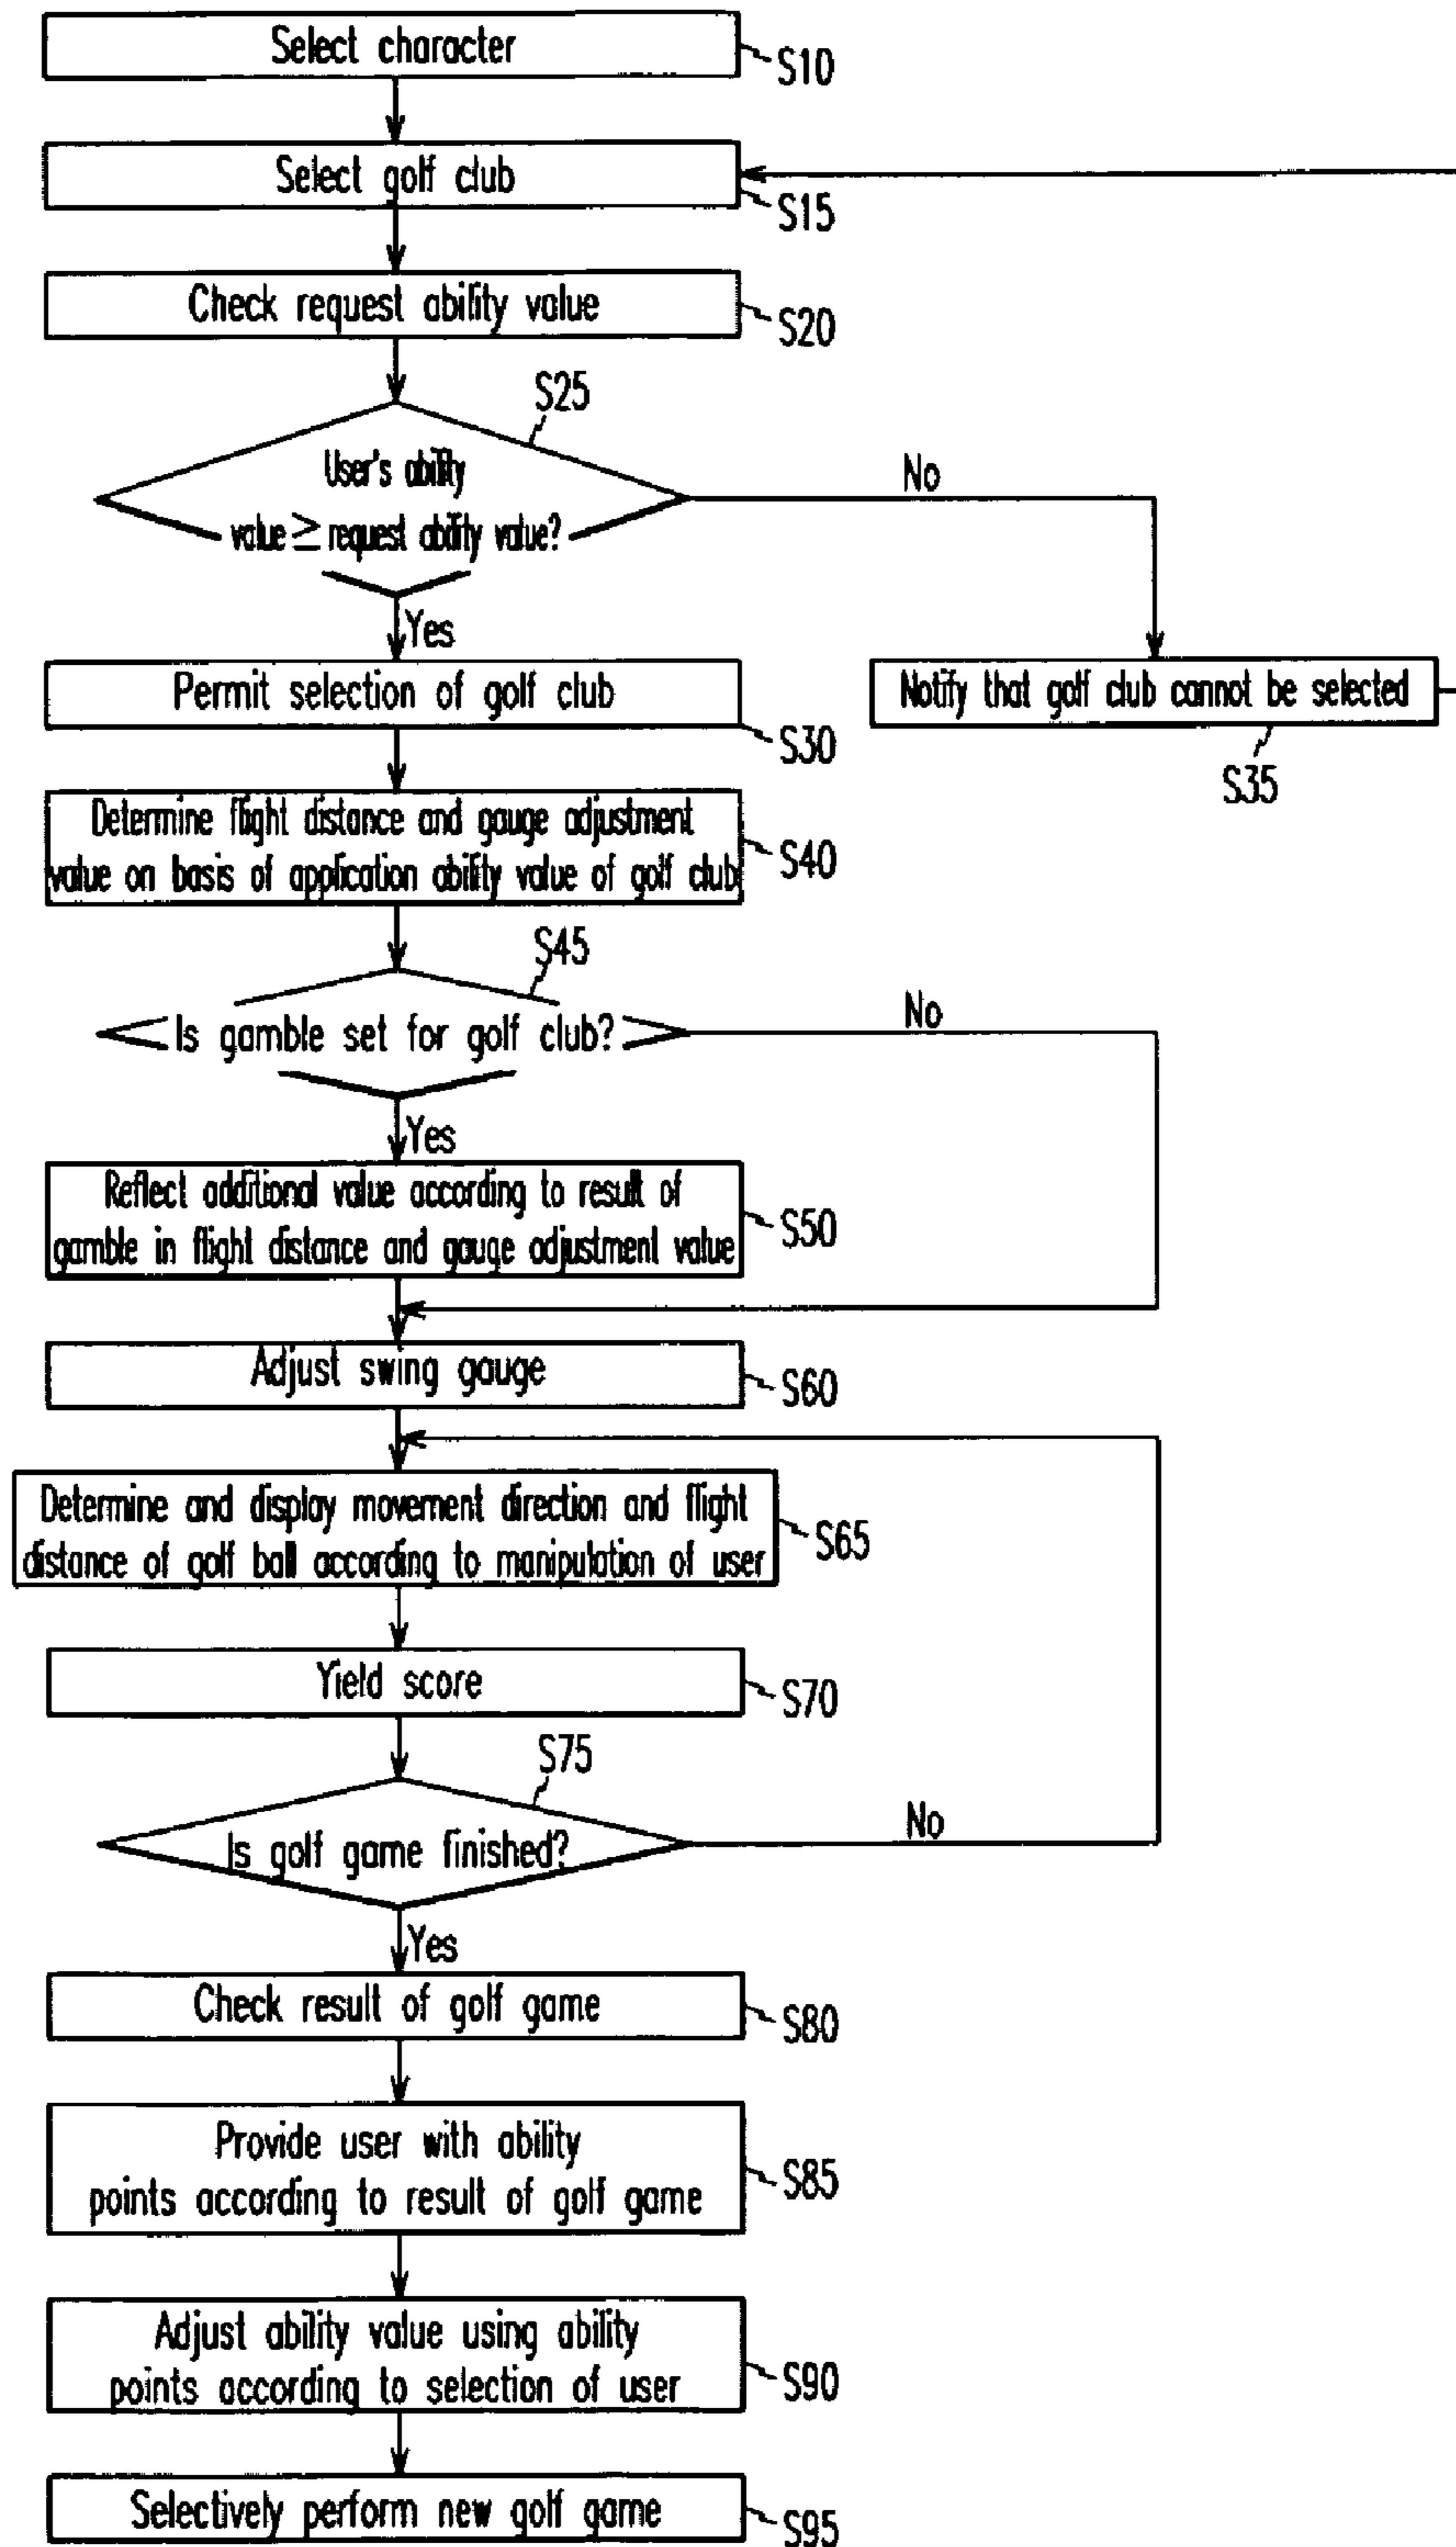 Select character
S10
Select golf club
S15
Check request ability value
S20
S25
User's ability
value ≥ request ability value?
No
Yes
Permit selection of golf club
S30
Notify that golf club cannot be selected
S35
Determine flight distance and gauge adjustment
value on basis of application ability value of golf club
S40
S45
Is gamble set for golf club?
No
Yes
Reflect additional value according to result of
gamble in flight distance and gauge adjustment value
S50
Adjust swing gauge
S60
Determine and display movement direction and flight
distance of golf ball according to manipulation of user
S65
Yield score
S70
S75
Is golf game finished?
No
Yes
Check result of golf game
S80
Provide user with ability
points according to result of golf game
S85
Adjust ability value using ability
points according to selection of user
S90
Selectively perform new golf game
S95